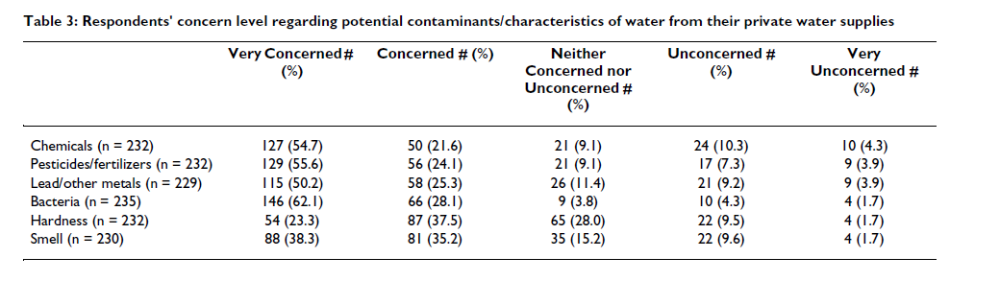 Table 3: Respondents' concern level regarding potential contaminants/characteristics of water from their private water supplies
Very Concerned # (%) Concerned # (%) Neither Concerned nor Unconcerned # (%) Unconcerned # (%) Very Unconcerned # (%)
Chemicals (n = 232) 127 (54.7) 50 (21.6) 21 (9.1) 24 (10.3) 10 (4.3)
Pesticides/fertilizers (n = 232) 129 (55.6) 56 (24.1) 21 (9.1) 17 (7.3) 9 (3.9)
Lead/other metals (n = 229) 115 (50.2) 58 (25.3) 26 (11.4) 21 (9.2) 9 (3.9)
Bacteria (n = 235) 146 (62.1) 66 (28.1) 9 (3.8) 10 (4.3) 4 (1.7)
Hardness (n = 232) 54 (23.3) 87 (37.5) 65 (28.0) 22 (9.5) 4 (1.7)
Smell (n = 230) 88 (38.3) 81 (35.2) 35 (15.2) 22 (9.6) 4 (1.7)